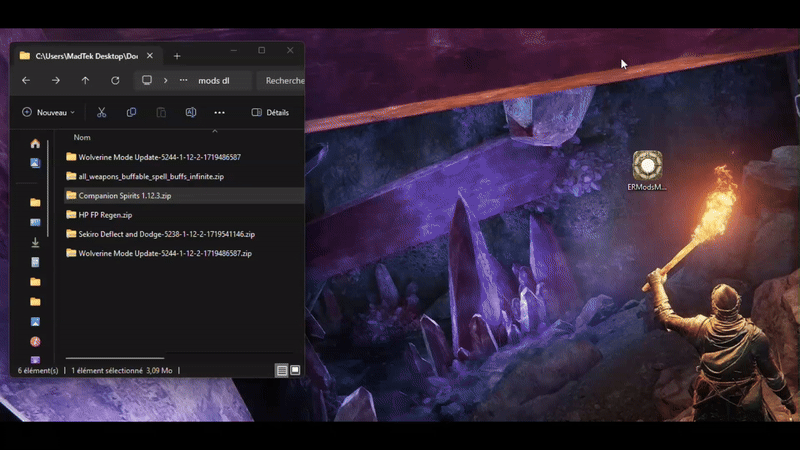 C:\Users\MadTek Desktop\Do
mods dl
Recherche
Nouveau
Détails
Nom
Wolverine Mode Update-5244-1-12-2-1719486587
all_weapons_buffable_spell_buffs_infinite.zip
Companion Spirits 1.12.3.zip
HP FP Regen.zip
Sekiro Deflect and Dodge-5238-1-12-2-1719541146.zip
Wolverine Mode Update-5244-1-12-2-1719486587.zip
6 élément(s)
1 élément sélectionné 3,09 Mo
ERModsM...